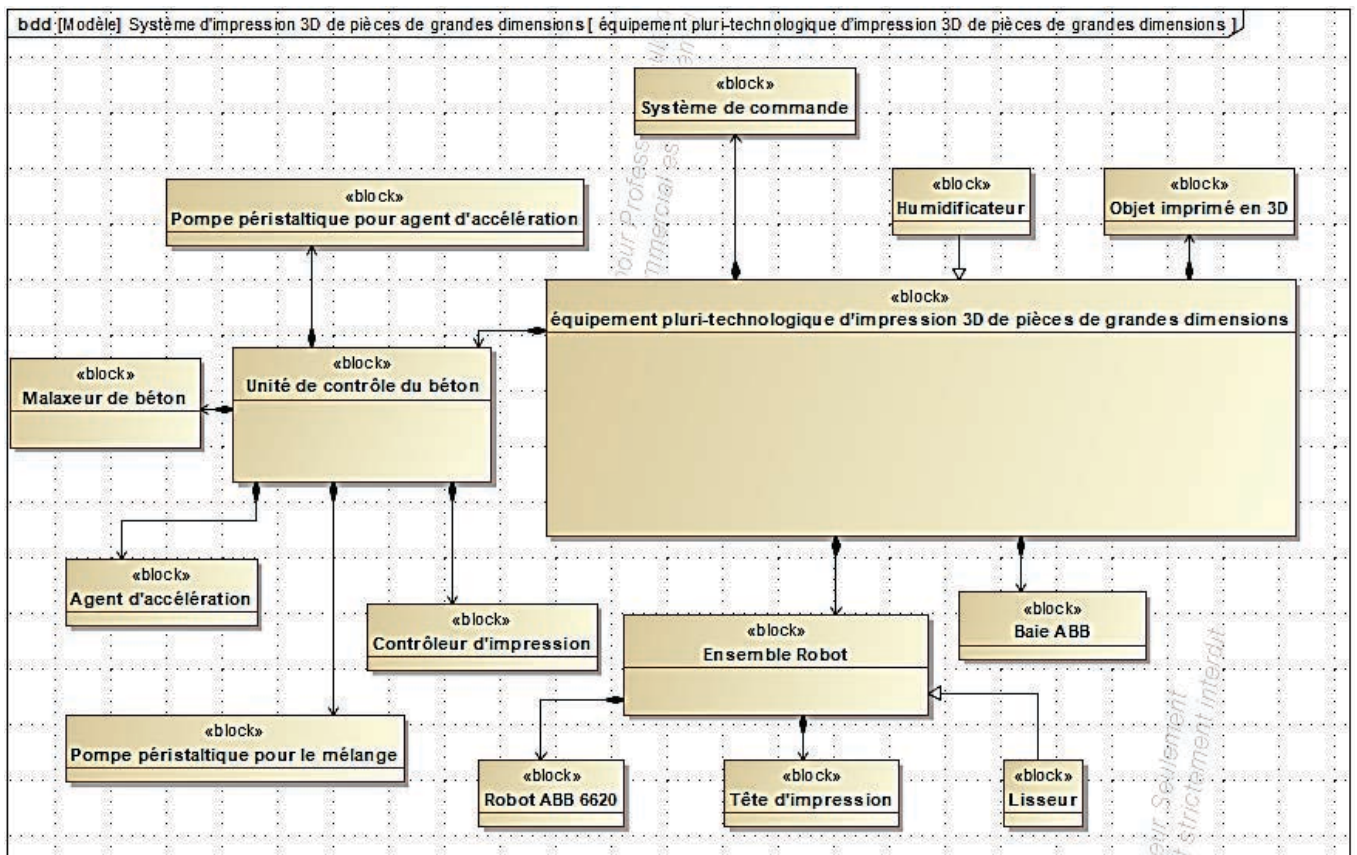 bdd [Modèle] Système d'impression 3D de pièces de grandes dimensions [ équipement pluri-technologique d'impression 3D de pièces de grandes dimensions ]
«block»
Système de commande
«block»
Humidificateur
«block»
Objet imprimé en 3D
«block»
Pompe péristaltique pour agent d'accélération
«block»
équipement pluri-technologique d'impression 3D de pièces de grandes dimensions
«block»
Unité de contrôle du béton
«block»
Malaxeur de béton
«block»
Agent d'accélération
«block»
Contrôleur d'impression
«block»
Baie ABB
«block»
Ensemble Robot
«block»
Pompe péristaltique pour le mélange
«block»
Robot ABB 6620
«block»
Tête d'impression
«block»
Lisseur
Seulement
strictement interdit